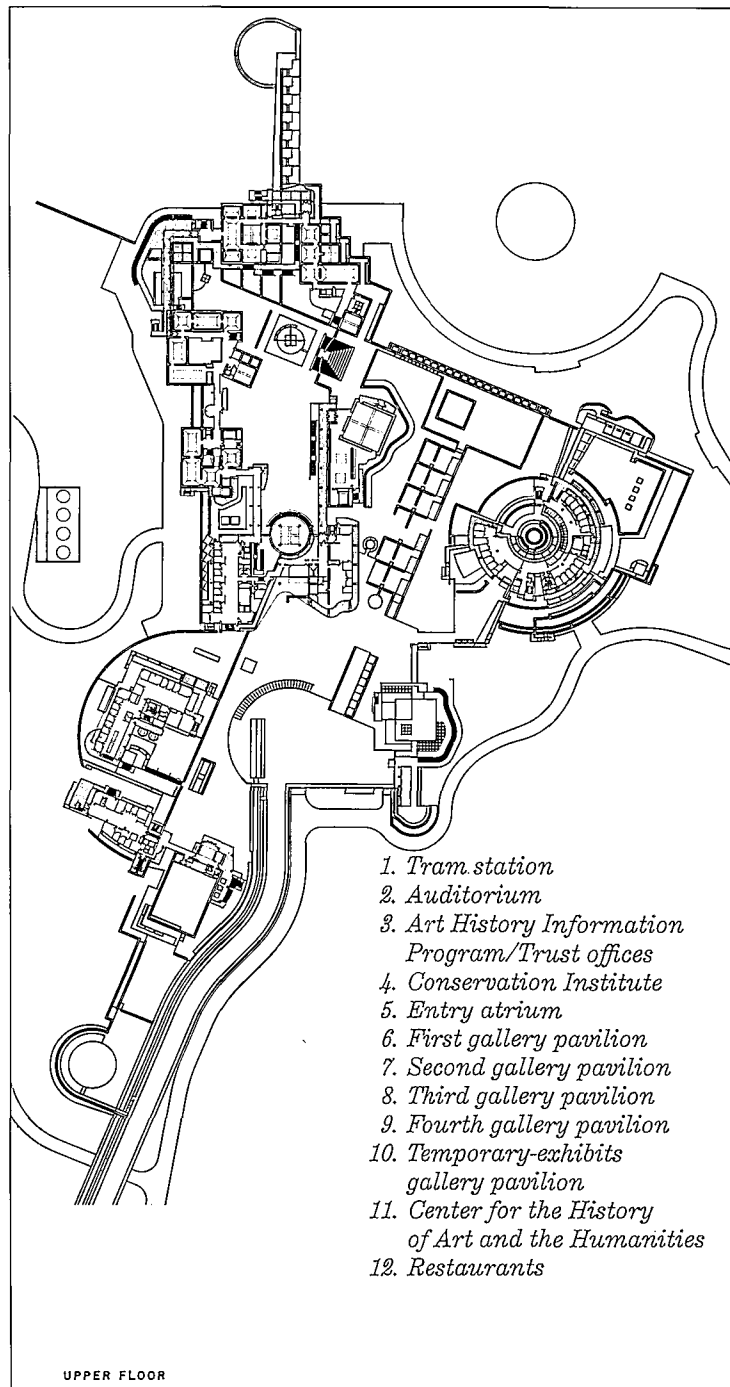 1. Tram station
2. Auditorium
3. Art History Information
Program/Trust offices
4. Conservation Institute
5. Entry atrium
6. First gallery pavilion
7. Second gallery pavilion
8. Third gallery pavilion
9. Fourth gallery pavilion
10. Temporary-exhibits
gallery pavilion
11. Center for the History
of Art and the Humanities
12. Restaurants
UPPER FLOOR